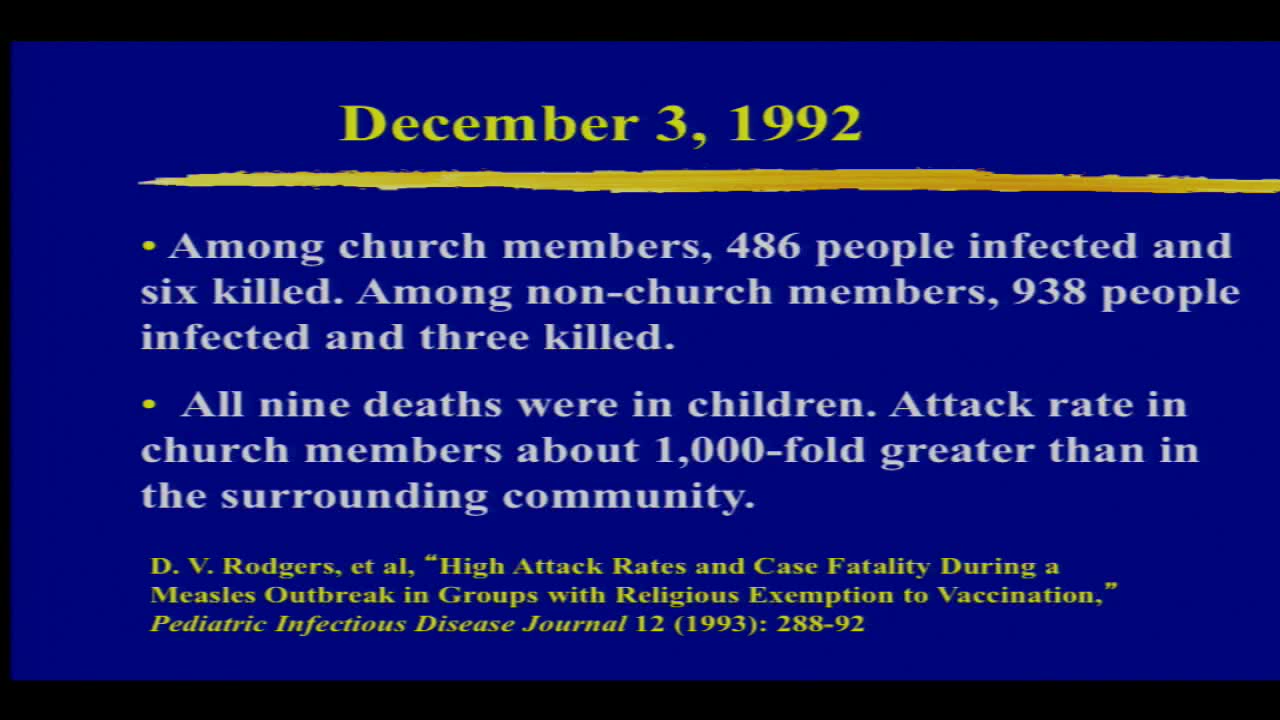 December 3, 1992
• Among church members, 486 people infected and
six killed. Among non-church members, 938 people
infected and three killed.
• All nine deaths were in children. Attack rate in
church members about 1,000-fold greater than in
the surrounding community.
D. V. Rodgers, et al, “High Attack Rates and Case Fatality During a
Measles Outbreak in Groups with Religious Exemption to Vaccination,”
Pediatric Infectious Disease Journal 12 (1993): 288-92